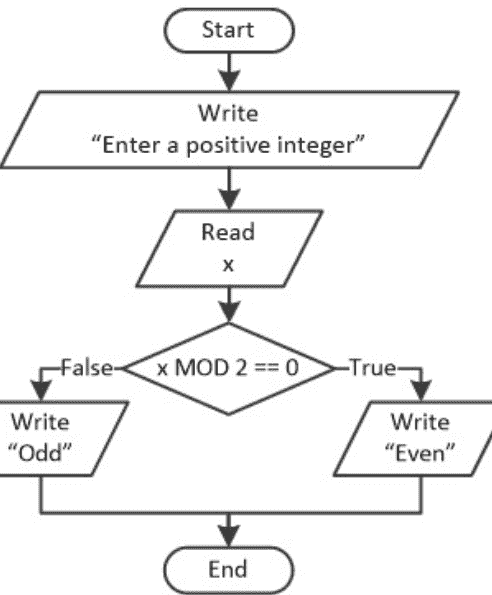 Start
Write
“Enter a positive integer”
Read
x
False
x MOD 2 == 0
True
Write
“Odd”
Write
“Even”
End